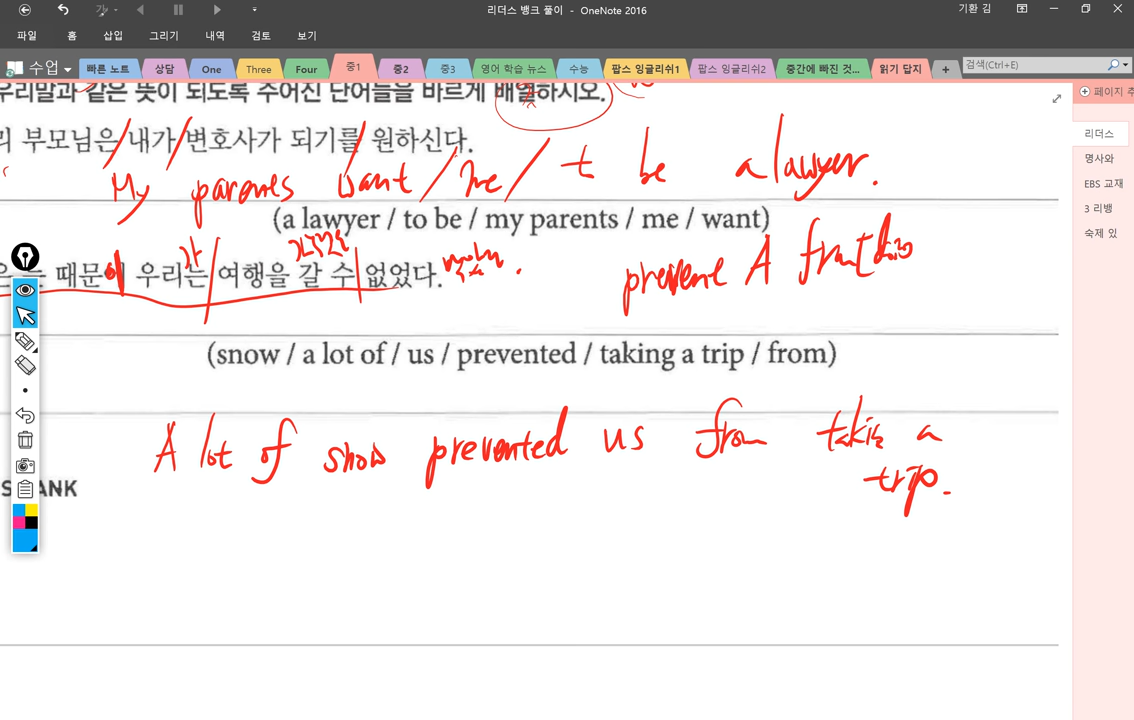 리더스 뱅크 풀이 - OneNote 2016
기환 김
파일 홈 삽입 그리기 내역 검토 보기
수업 빠른 노트 상담 One Three Four 중1 중2 중3 영어 학습 뉴스 수능 팝스 잉글리쉬1 팝스 잉글리쉬2 중간에 빠진 것... 읽기 답지 + 검색(Ctrl+E)
우리말과 같은 뜻이 되도록 주어진 단어들을 바르게 배열하시오.
페이지 추
리더스
명사와
EBS 교재
3 리뱅
숙제 있
리 부모님은 내가 변호사가 되기를 원하신다.
My parents want / me / t be a lawyer.
(a lawyer / to be / my parents / me / want)
때문 우리는 여행을 갈 수 없었다.
prevent A
(snow / a lot of / us / prevented / taking a trip / from)
A lot of snow prevented us from takin a
trip.
S BANK